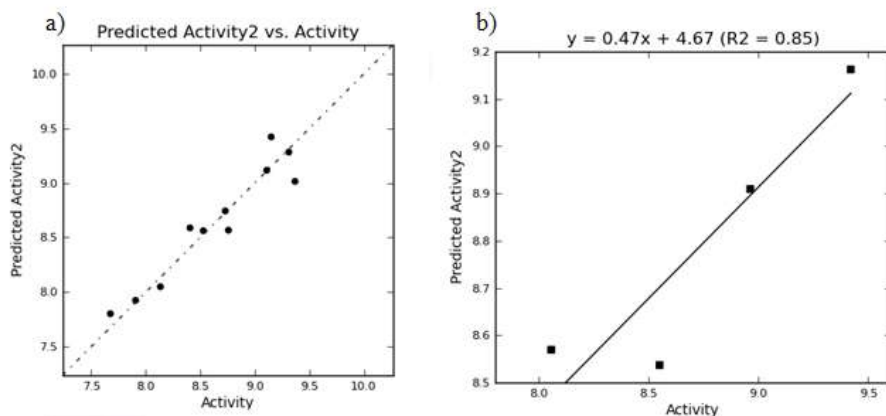 a)
Predicted Activity2 vs. Activity
10.0
9.5
9.0
8.5
8.0
7.5
Predicted Activity2
7.5 8.0 8.5 9.0 9.5 10.0
Activity
b)
y = 0.47x + 4.67 (R2 = 0.85)
9.2
9.1
9.0
8.9
8.8
8.7
8.6
8.5
Predicted Activity2
8.0 8.5 9.0 9.5
Activity